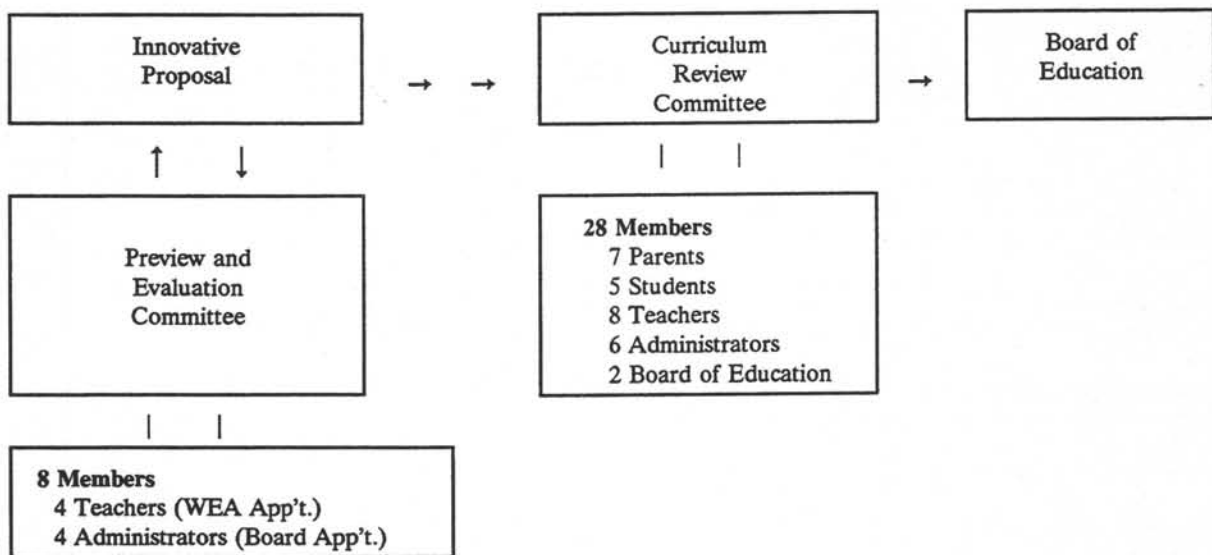 Innovative
Proposal
→ →
Curriculum
Review
Committee
→
Board of
Education
↑ ↓
Preview and
Evaluation
Committee
28 Members
7 Parents
5 Students
8 Teachers
6 Administrators
2 Board of Education
8 Members
4 Teachers (WEA App't.)
4 Administrators (Board App't.)